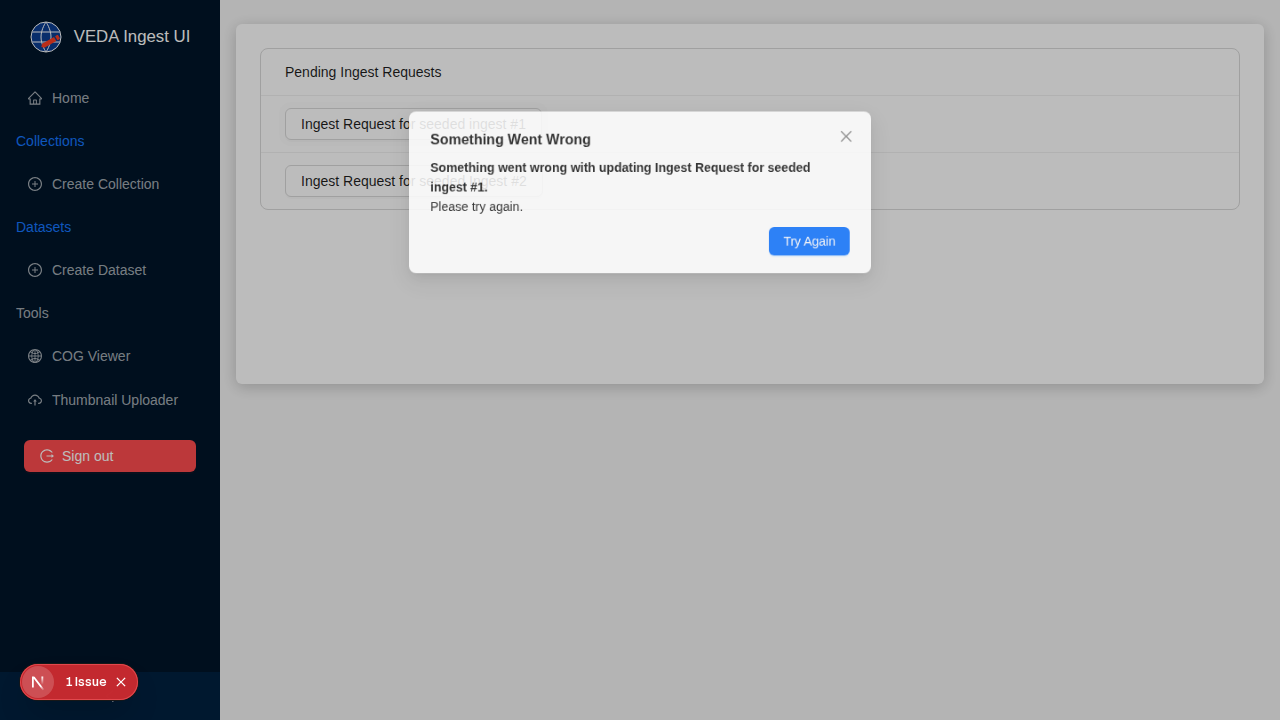 VEDA Ingest UI
Home
Collections
Create Collection
Datasets
Create Dataset
Tools
COG Viewer
Thumbnail Uploader
Sign out
1 Issue
Pending Ingest Requests
Ingest Request for seeded ingest #1
Ingest Request for seeded ingest #2
Something Went Wrong
Something went wrong with updating Ingest Request for seeded
ingest #1.
Please try again.
Try Again